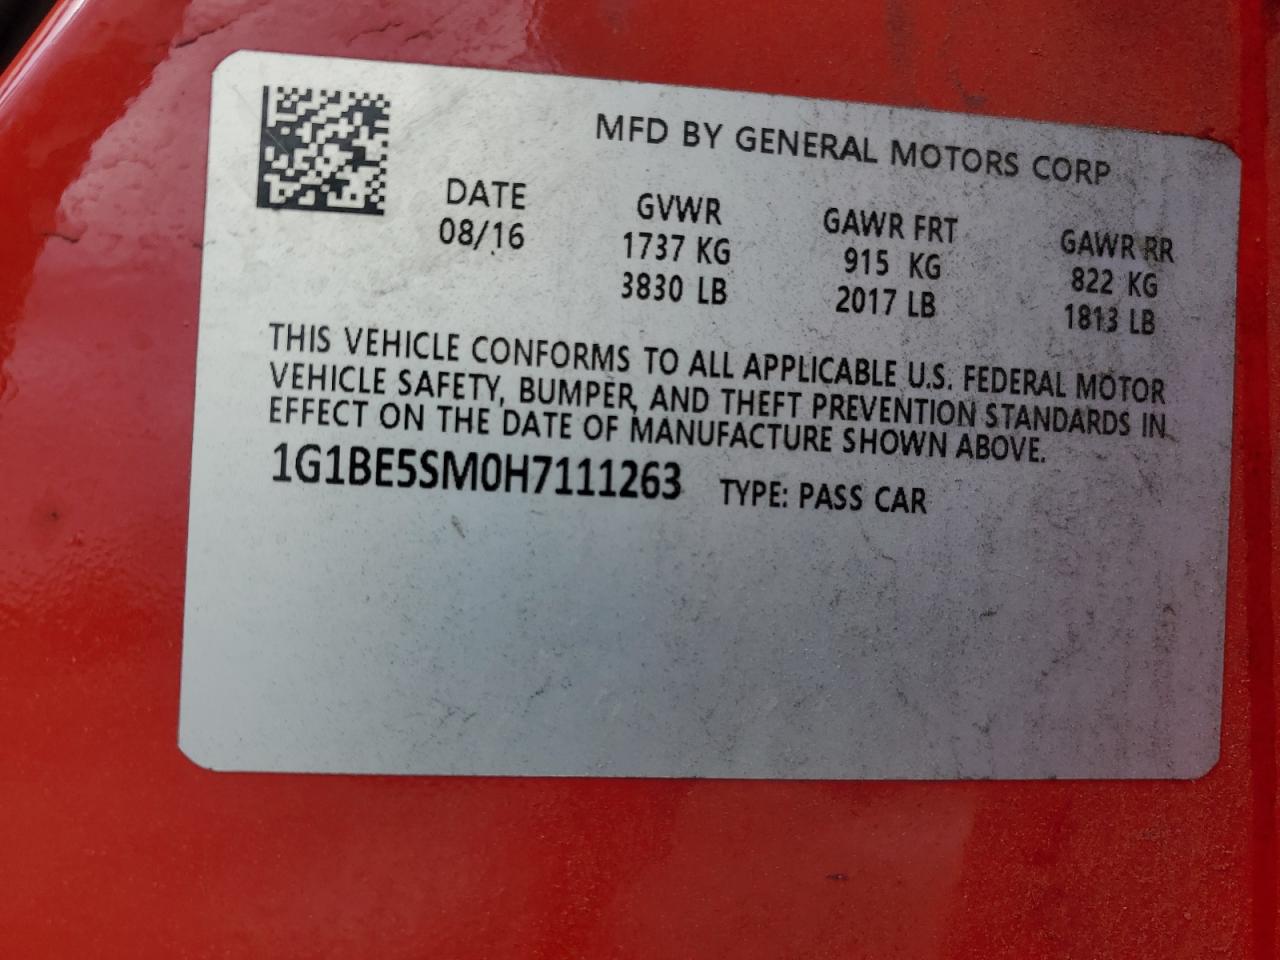 MFD BY GENERAL MOTORS CORP
DATE GVWR GAWR FRT GAWR RR
08/16 1737 KG 915 KG 822 KG
3830 LB 2017 LB 1813 LB
THIS VEHICLE CONFORMS TO ALL APPLICABLE U.S. FEDERAL MOTOR
VEHICLE SAFETY, BUMPER, AND THEFT PREVENTION STANDARDS IN
EFFECT ON THE DATE OF MANUFACTURE SHOWN ABOVE.
1G1BE5SM0H7111263 TYPE: PASS CAR